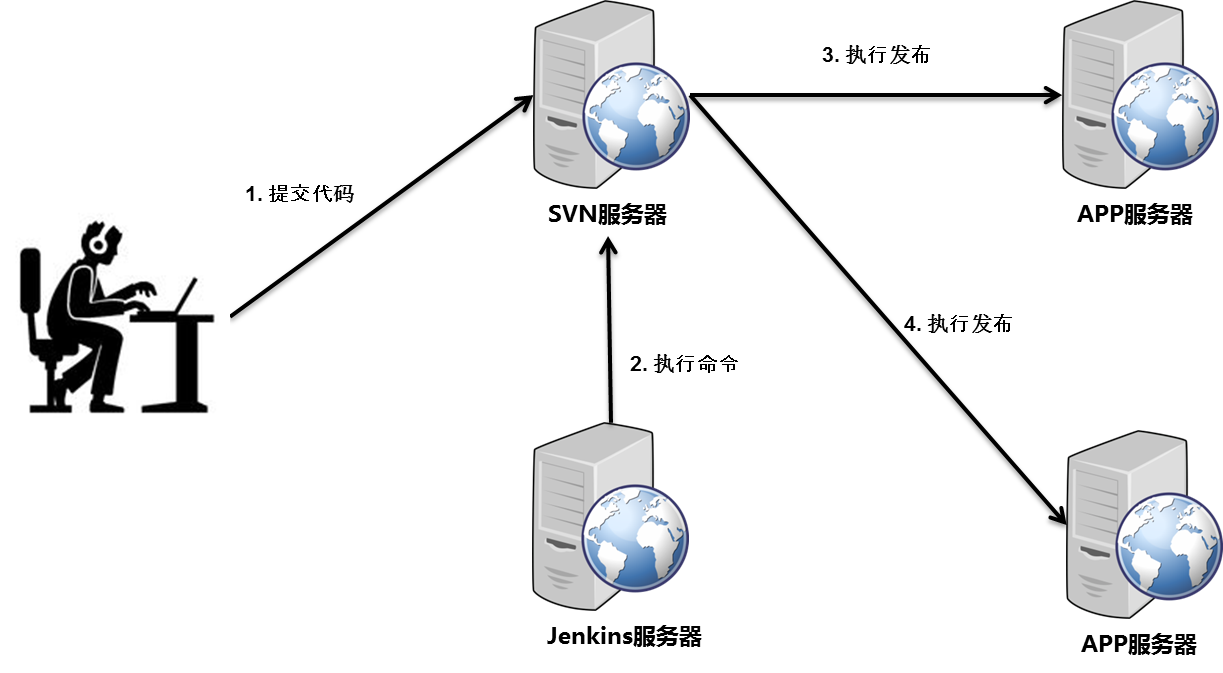 3. 执行发布
1. 提交代码
SVN服务器
APP服务器
4. 执行发布
2. 执行命令
Jenkins服务器
APP服务器